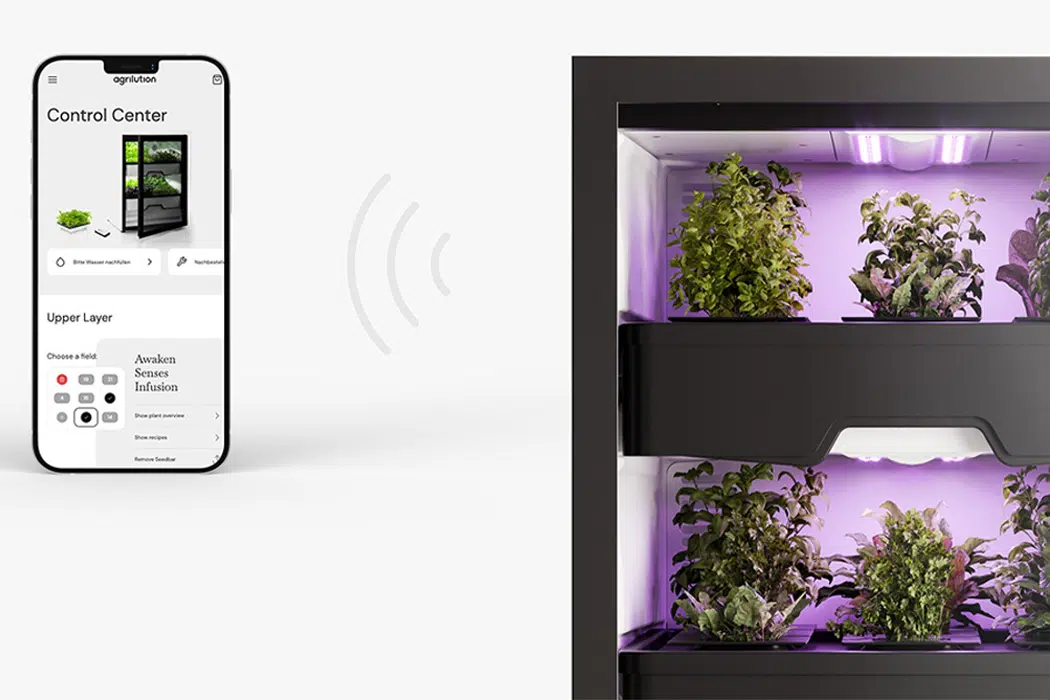 agrilution
Control Center
Bitte Wasser nachfüllen
Upper Layer
Choose a field:
Awaken
Senses
Infusion
Show plant overview
Show recipes
Remove Seedbar